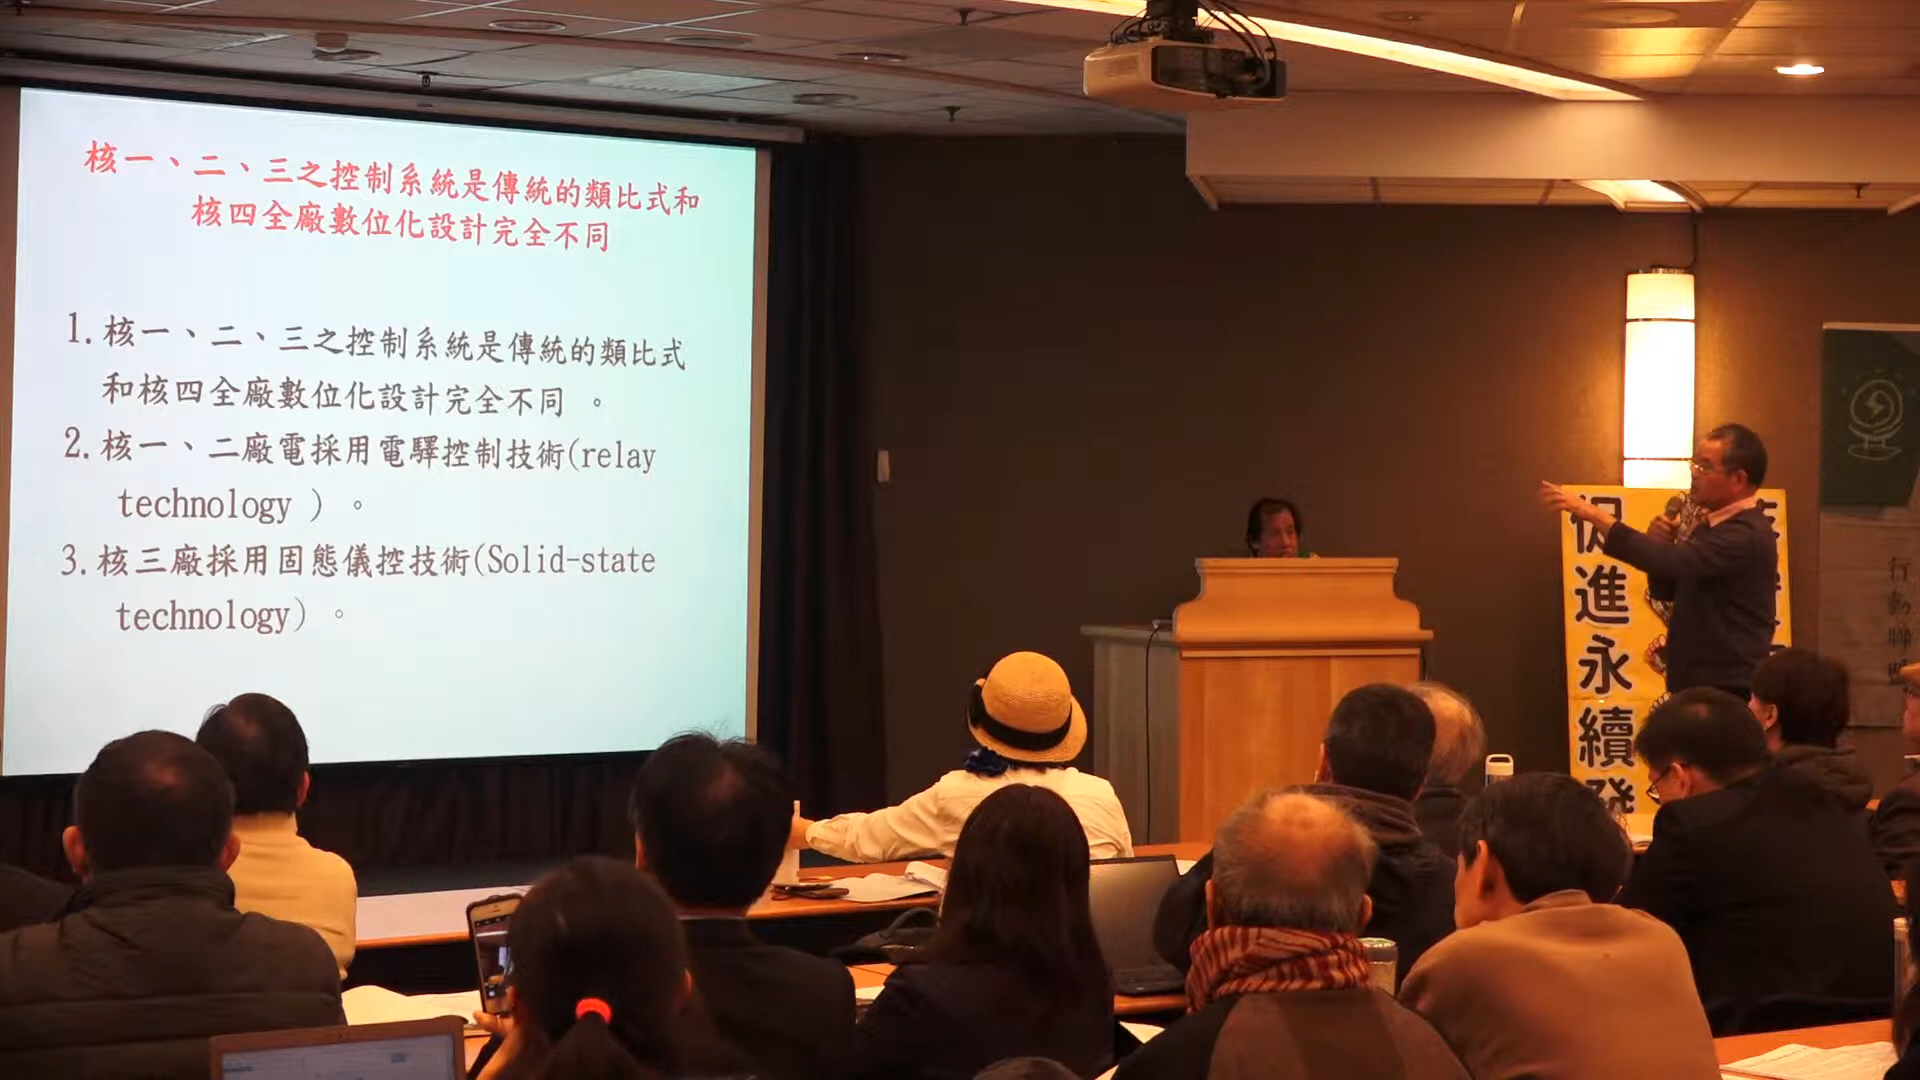 核一、二、三之控制系統是傳統的類比式和
核四全廠數位化設計完全不同
1. 核一、二、三之控制系統是傳統的類比式
和核四全廠數位化設計完全不同 。
2. 核一、二廠電採用電驛控制技術(relay
technology ) 。
3. 核三廠採用固態儀控技術(Solid-state
technology) 。
促進永續發
行動聯盟